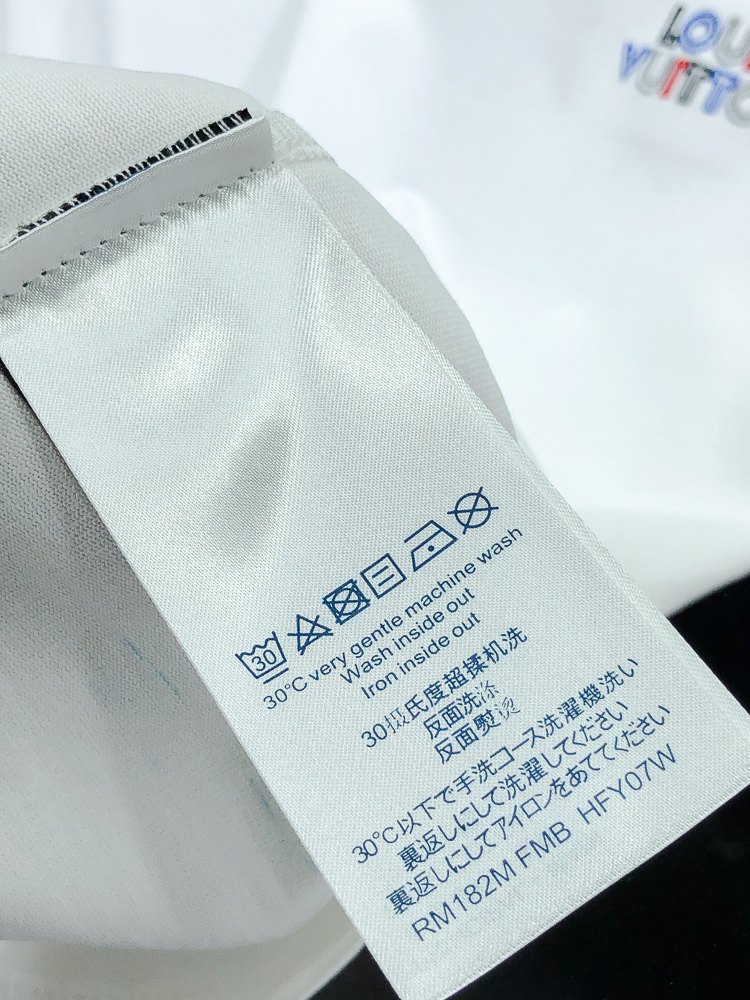 LOU
VUITTO
30
30°C very gentle machine wash
Wash inside out
Iron inside out
30摄氏度超揉机洗
反面洗涤
反面熨烫
30℃以下で手洗コース洗濯機洗い
裏返しにして洗濯してください
裏返しにしてアイロンをあててください
RM182M FMB HFY07W